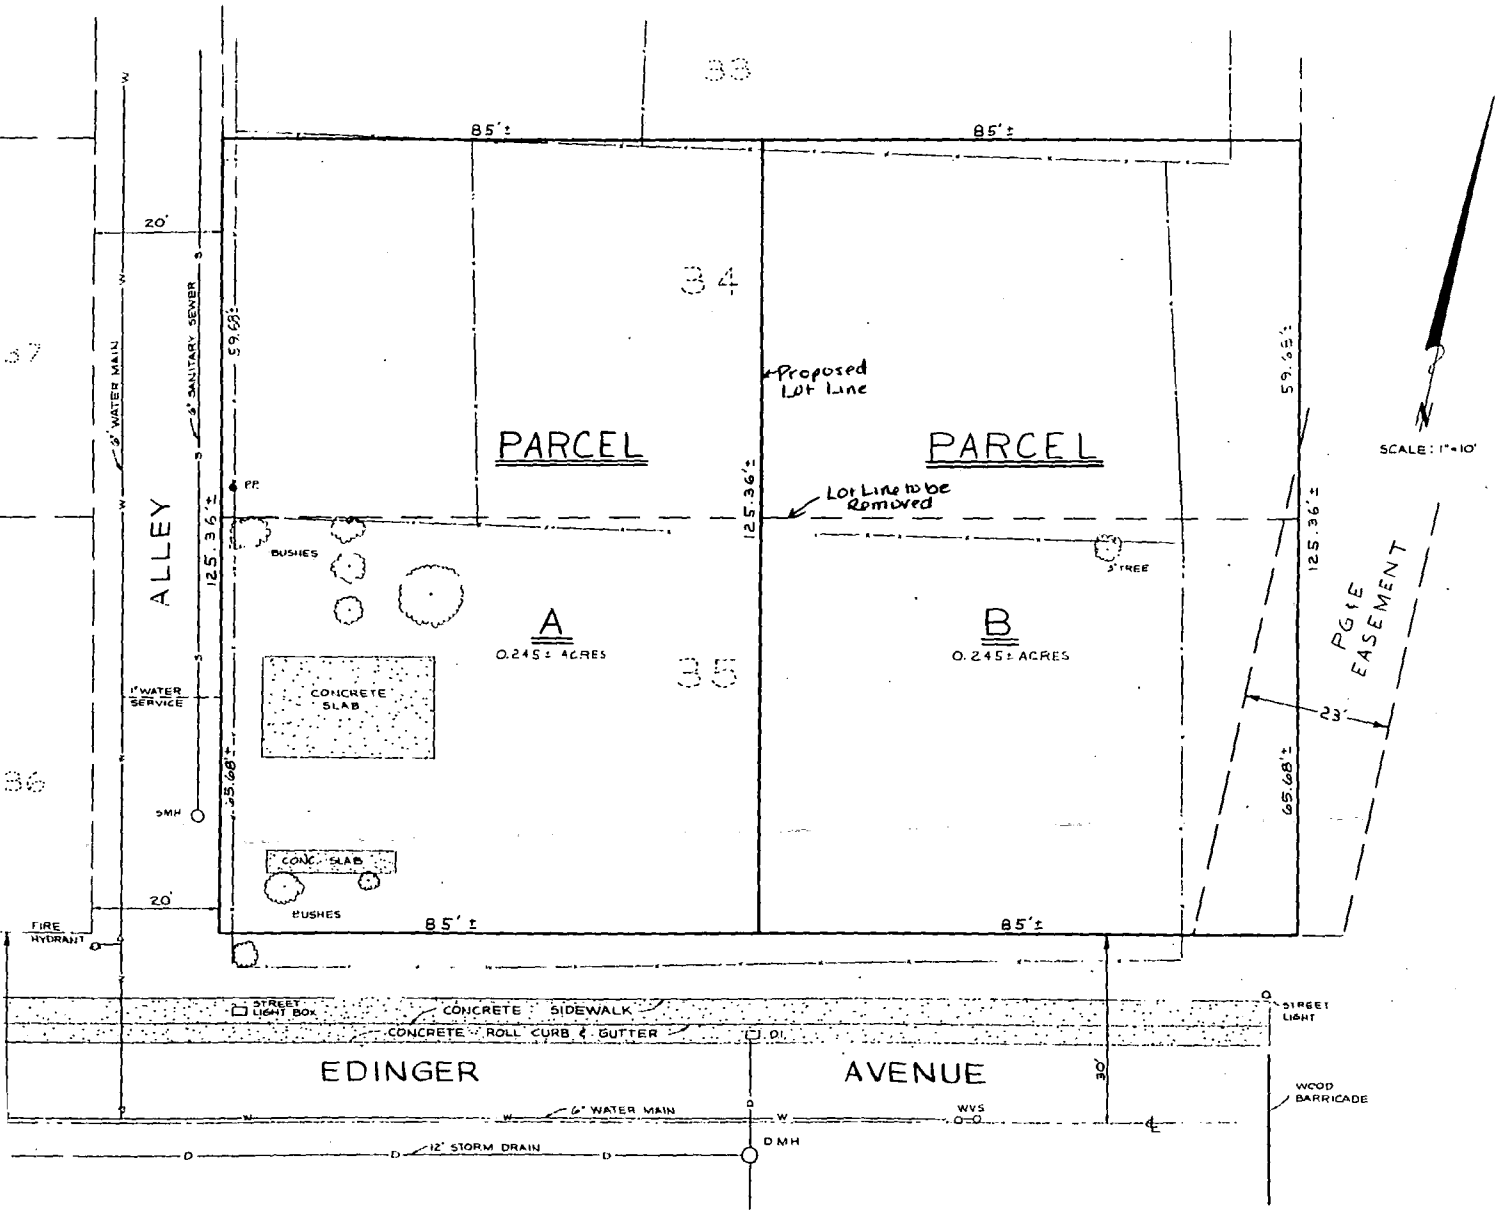 33
85'±
85'±
20'
34
6" SANITARY SEWER
59.68'±
37
6" WATER MAIN
Proposed
Lot Line
59.68'±
PARCEL
PARCEL
SCALE: 1"=10'
N
PP.
Lot Line to be
Removed
ALLEY
125.36'±
125.36'±
125.36'±
BUSHES
3" TREE
PG&E
EASEMENT
A
0.245± ACRES
B
0.245± ACRES
35
1" WATER
SERVICE
CONCRETE
SLAB
23'
36
65.68'±
65.68'±
SMH
CONC. SLAB
20'
BUSHES
85'±
85'±
FIRE
HYDRANT
STREET
LIGHT BOX
CONCRETE SIDEWALK
STREET
LIGHT
CONCRETE ROLL CURB & GUTTER
D.I.
EDINGER AVENUE
30'
WOOD
BARRICADE
W
6" WATER MAIN
W
WVS
D
12" STORM DRAIN
D
DMH